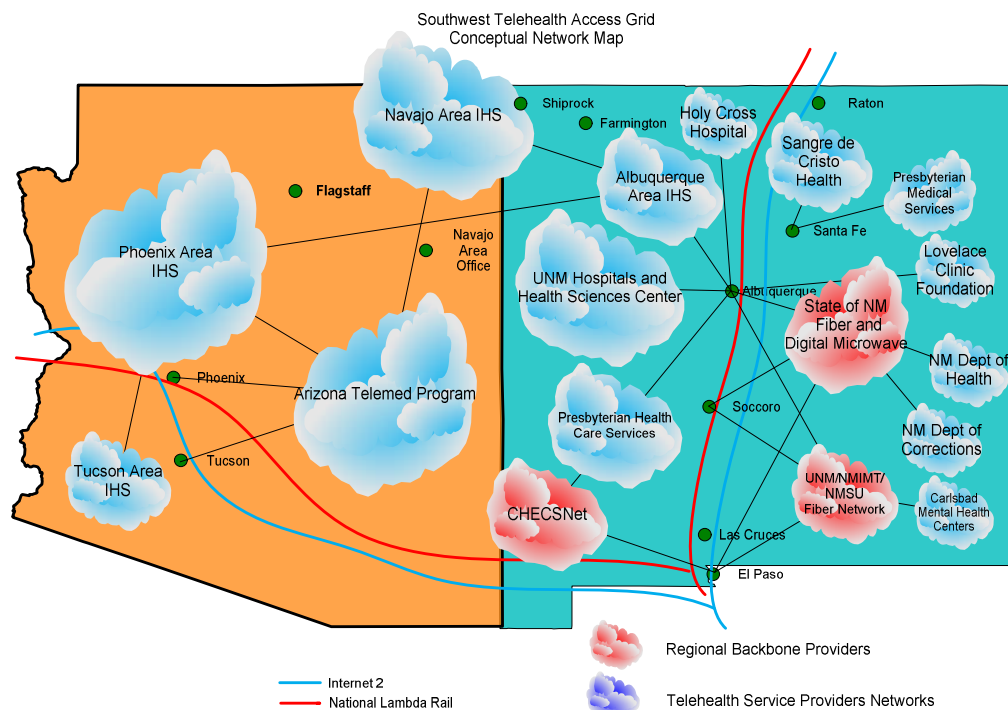 Southwest Telehealth Access Grid
Conceptual Network Map
Navajo Area IHS
Shiprock
Farmington
Holy Cross
Hospital
Raton
Sangre de
Cristo
Health
Albuquerque
Area IHS
Presbyterian
Medical
Services
Flagstaff
Santa Fe
Navajo
Area
Office
Phoenix Area
IHS
Lovelace
Clinic
Foundation
UNM Hospitals and
Health Sciences Center
Albuquerque
State of NM
Fiber and
Digital Microwave
NM Dept of
Health
Phoenix
Arizona Telemed Program
Soccoro
Presbyterian Health
Care Services
NM Dept of
Corrections
Tucson
Tucson Area
IHS
UNM/NMIMT/
NMSU
Fiber Network
Carlsbad
Mental Health
Centers
CHECSNet
Las Cruces
El Paso
Regional Backbone Providers
Internet 2
National Lambda Rail
Telehealth Service Providers Networks